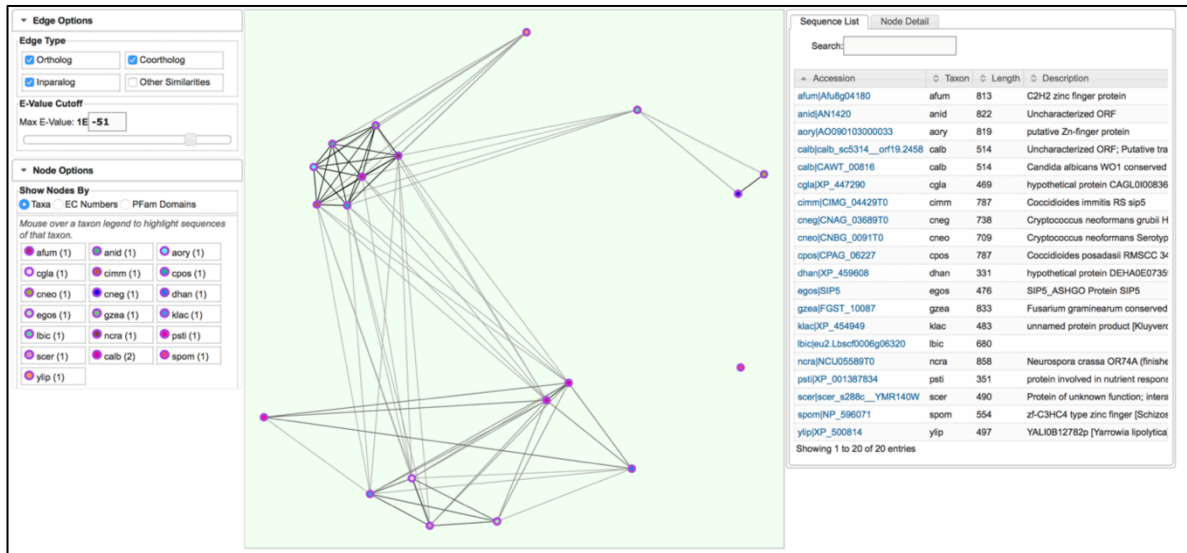 Edge Options
Edge Type
Ortholog Coortholog
Inparalog Other Similarities
E-Value Cutoff
Max E-Value: 1E -51
Node Options
Show Nodes By
Taxa EC Numbers PFam Domains
Mouse over a taxon legend to highlight sequences
of that taxon.
afum (1) anid (1) aory (1)
cgla (1) cimm (1) cpos (1)
cneo (1) cneg (1) dhan (1)
egos (1) gzea (1) klac (1)
lbic (1) ncra (1) psti (1)
scer (1) calb (2) spom (1)
ylip (1)
Sequence List Node Detail
Search:
Accession Taxon Length Description
afum|Afu8g04180 afum 813 C2H2 zinc finger protein
anid|AN1420 anid 822 Uncharacterized ORF
aory|AO090103000033 aory 819 putative Zn-finger protein
calb|calb_sc5314__orf19.2458 calb 514 Uncharacterized ORF; Putative tra
calb|CAWT_00816 calb 514 Candida albicans WO1 conserved
cgla|XP_447290 cgla 469 hypothetical protein CAGL0I00836
cimm|CIMG_04429T0 cimm 787 Coccidioides immitis RS sip5
cneg|CNAG_03689T0 cneg 738 Cryptococcus neoformans grubii H
cneo|CNBG_0091T0 cneo 709 Cryptococcus neoformans Serotyp
cpos|CPAG_06227 cpos 787 Coccidioides posadasii RMSCC 34
dhan|XP_459608 dhan 331 hypothetical protein DEHA0E0735
egos|SIP5 egos 476 SIP5_ASHGO Protein SIP5
gzea|FGST_10087 gzea 833 Fusarium graminearum conserved
klac|XP_454949 klac 483 unnamed protein product [Kluyverc
lbic|eu2.Lbscf0006g06320 lbic 680
ncra|NCU05589T0 ncra 858 Neurospora crassa OR74A (finishe
psti|XP_001387834 psti 351 protein involved in nutrient respons
scer|scer_s288c__YMR140W scer 490 Protein of unknown function; intera
spom|NP_596071 spom 554 zf-C3HC4 type zinc finger [Schizos
ylip|XP_500814 ylip 497 YALI0B12782p [Yarrowia lipolytica]
Showing 1 to 20 of 20 entries